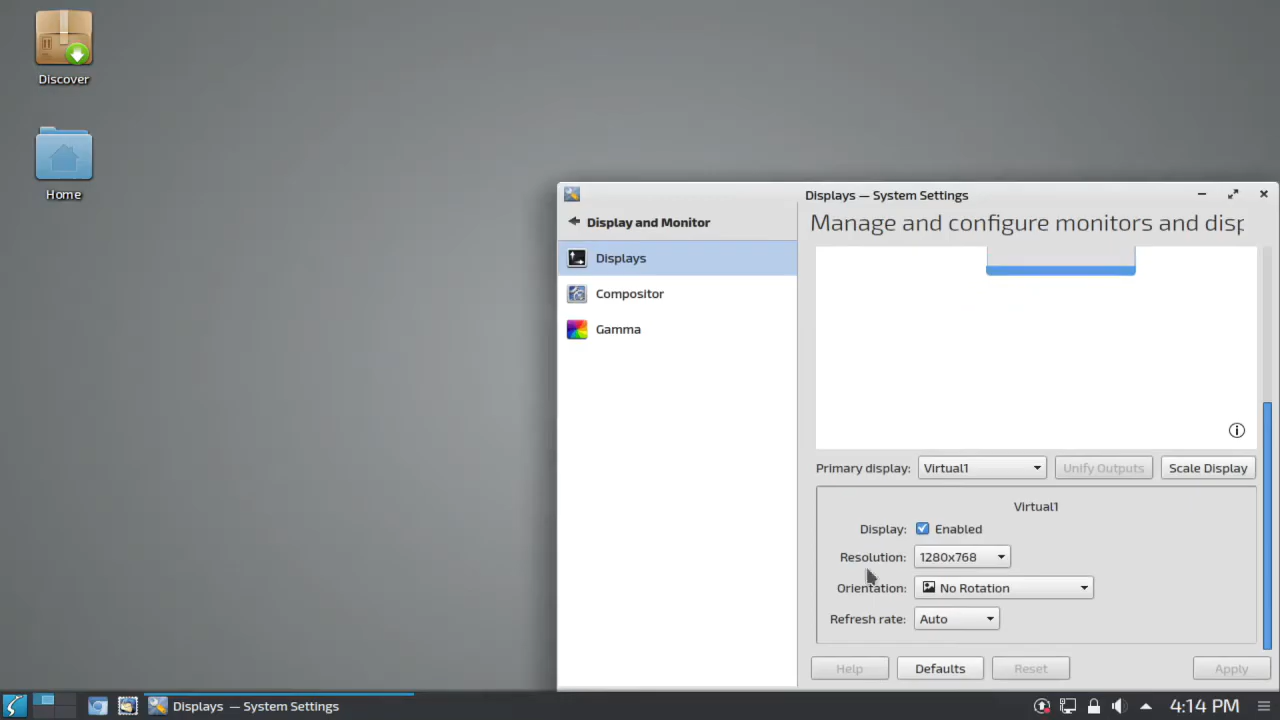 Discover
Home
Displays — System Settings
Display and Monitor
Manage and configure monitors and disp
Displays
Compositor
Gamma
Primary display: Virtual1 Unify Outputs Scale Display
Virtual1
Display: Enabled
Resolution: 1280x768
Orientation: No Rotation
Refresh rate: Auto
Help Defaults Reset Apply
Displays — System Settings
4:14 PM